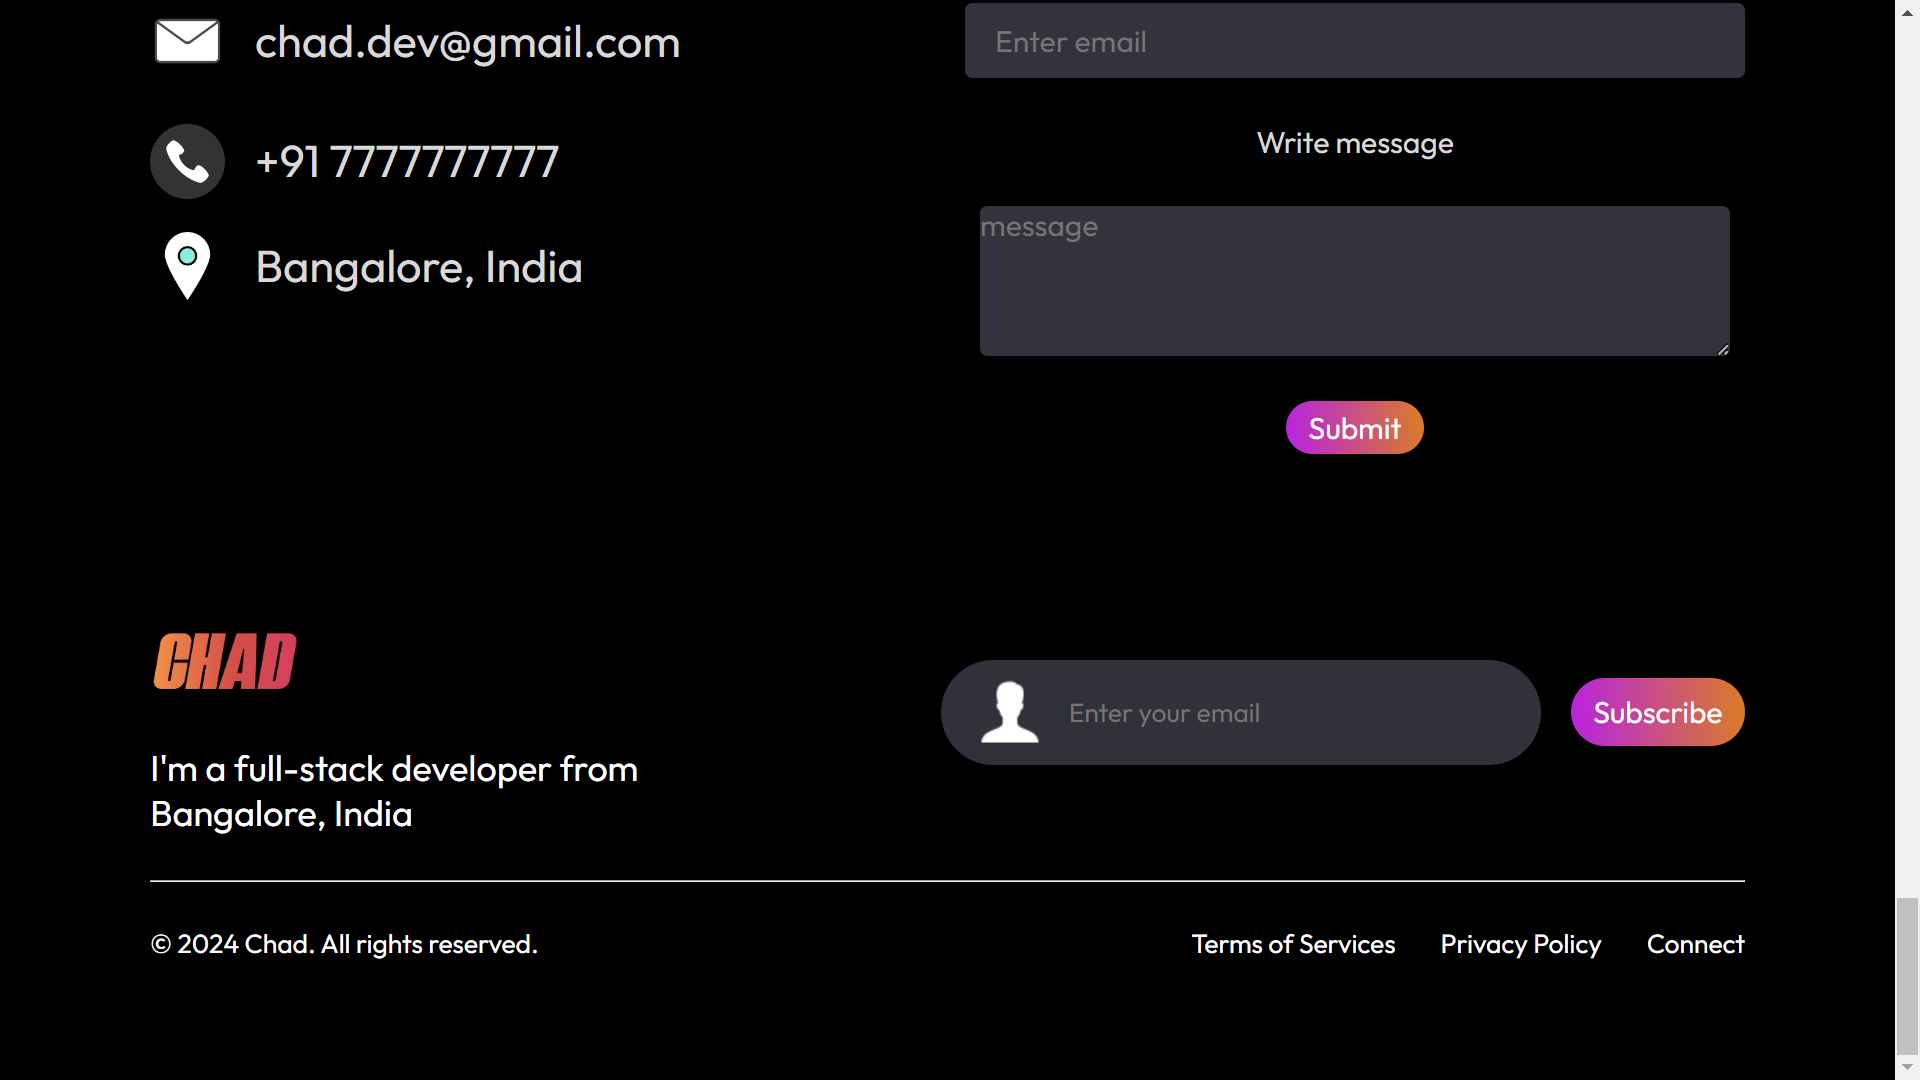 chad.dev@gmail.com
+91 7777777777
Bangalore, India
Enter email
Write message
message
Submit
CHAD
I'm a full-stack developer from
Bangalore, India
Enter your email
Subscribe
© 2024 Chad. All rights reserved.
Terms of Services
Privacy Policy
Connect